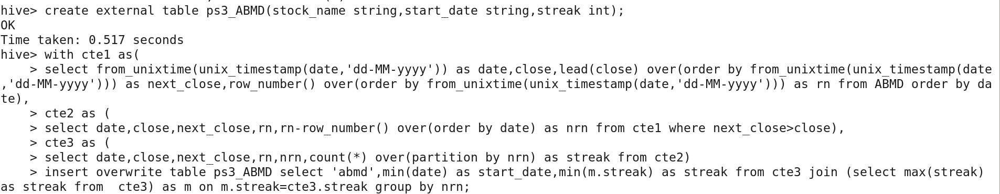 hive> create external table ps3_ABMD(stock_name string,start_date string,streak int);
OK
Time taken: 0.517 seconds
hive> with cte1 as(
    > select from_unixtime(unix_timestamp(date,'dd-MM-yyyy')) as date,close,lead(close) over(order by from_unixtime(unix_timestamp(date
,'dd-MM-yyyy'))) as next_close,row_number() over(order by from_unixtime(unix_timestamp(date,'dd-MM-yyyy'))) as rn from ABMD order by da
te),
    > cte2 as (
    > select date,close,next_close,rn,rn-row_number() over(order by date) as nrn from cte1 where next_close>close),
    > cte3 as (
    > select date,close,next_close,rn,nrn,count(*) over(partition by nrn) as streak from cte2)
    > insert overwrite table ps3_ABMD select 'abmd',min(date) as start_date,min(m.streak) as streak from cte3 join (select max(streak)
as streak from  cte3) as m on m.streak=cte3.streak group by nrn;